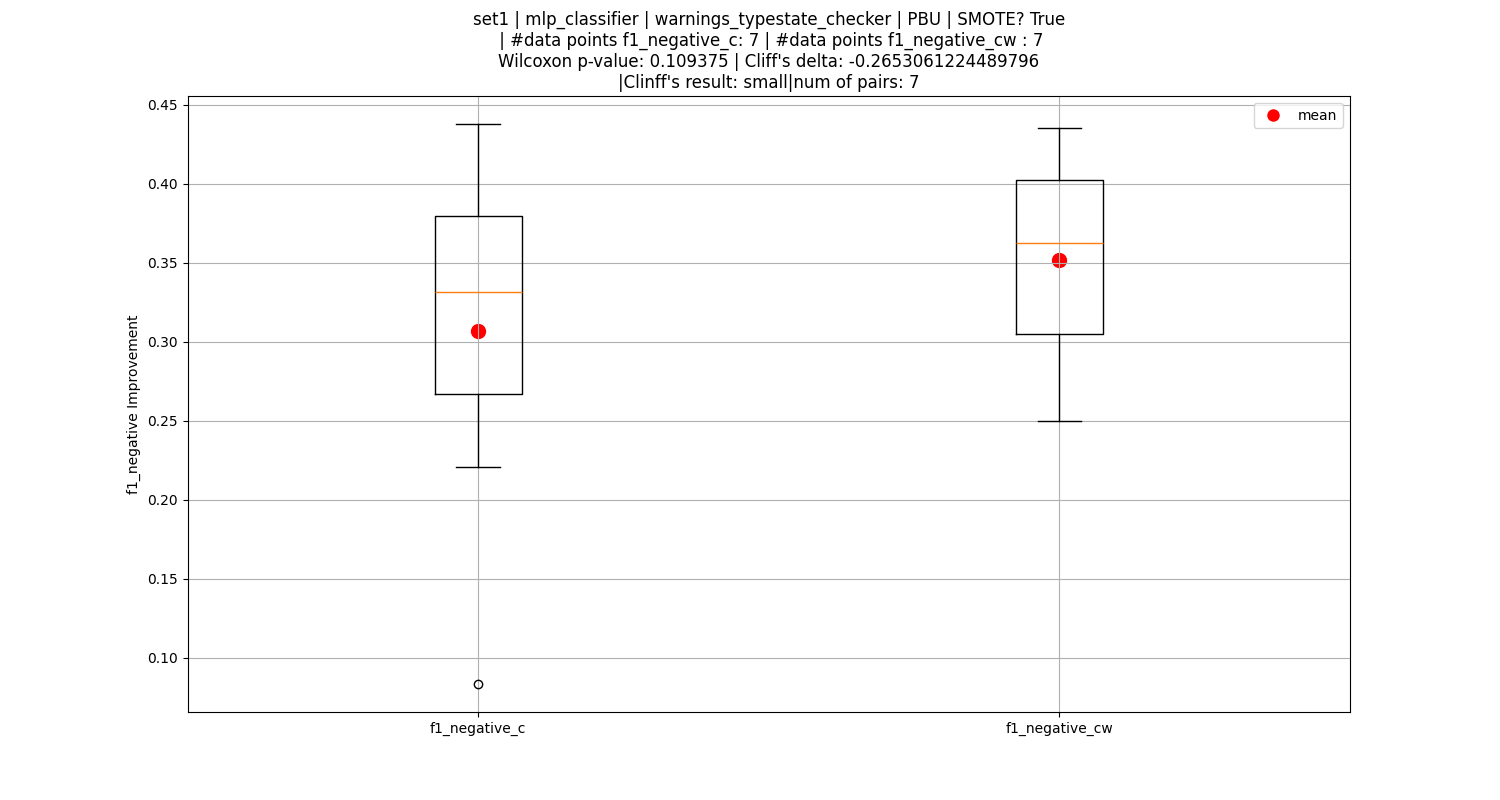 set1 | mlp_classifier | warnings_typestate_checker | PBU | SMOTE? True
| #data points f1_negative_c: 7 | #data points f1_negative_cw : 7
Wilcoxon p-value: 0.109375 | Cliff's delta: -0.2653061224489796
|Clinff's result: small|num of pairs: 7
mean
f1_negative Improvement
0.45
0.40
0.35
0.30
0.25
0.20
0.15
0.10
f1_negative_c
f1_negative_cw